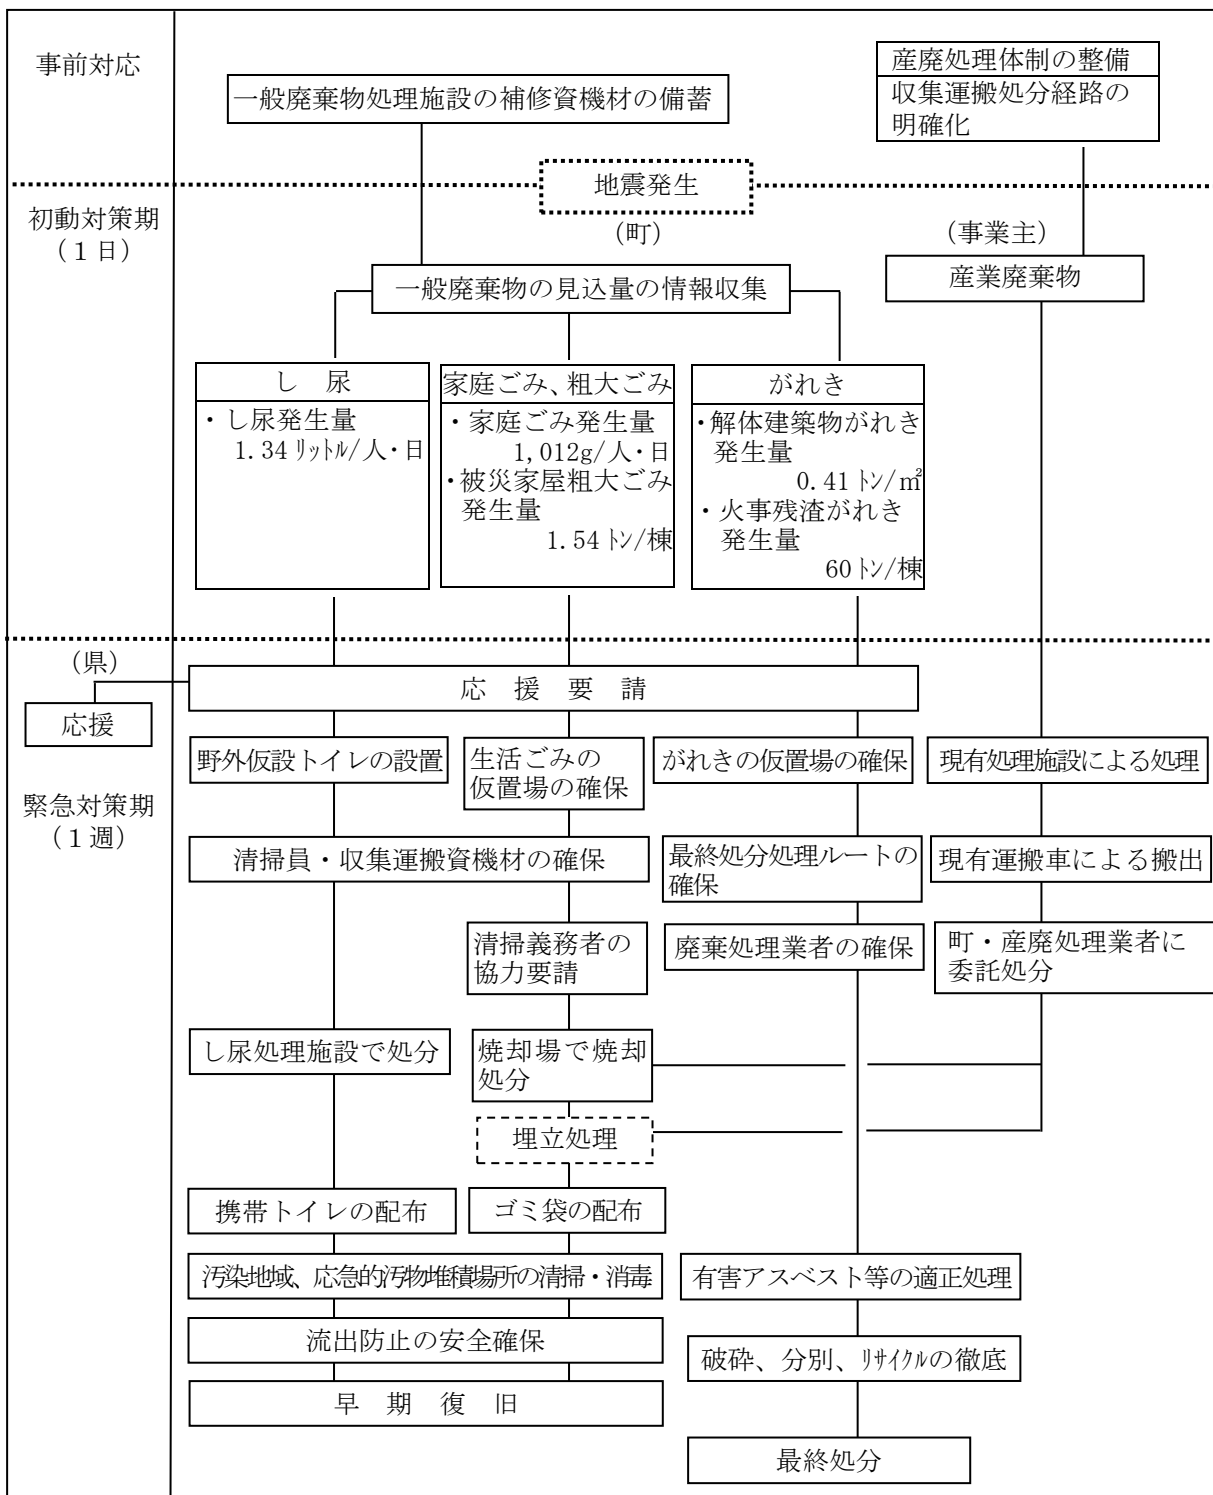 事前対応
一般廃棄物処理施設の補修資機材の備蓄
産廃処理体制の整備
収集運搬処分経路の
明確化
地震発生
初動対策期
（１日）
（町）
（事業主）
一般廃棄物の見込量の情報収集
産業廃棄物
し　尿
・し尿発生量
1.34 ﾘｯﾄﾙ/人・日
家庭ごみ、粗大ごみ
・家庭ごみ発生量
1,012g/人・日
・被災家屋粗大ごみ
発生量
1.54 ﾄﾝ/棟
がれき
・解体建築物がれき
発生量
0.41 ﾄﾝ/㎡
・火事残渣がれき
発生量
60 ﾄﾝ/棟
（県）
応援
応　援　要　請
緊急対策期
（１週）
野外仮設トイレの設置
生活ごみの
仮置場の確保
がれきの仮置場の確保
現有処理施設による処理
清掃員・収集運搬資機材の確保
最終処分処理ルートの
確保
現有運搬車による搬出
清掃義務者の
協力要請
廃棄処理業者の確保
町・産廃処理業者に
委託処分
し尿処理施設で処分
焼却場で焼却
処分
埋立処理
携帯トイレの配布
ゴミ袋の配布
汚染地域、応急的汚物堆積場所の清掃・消毒
有害アスベスト等の適正処理
流出防止の安全確保
破砕、分別、ﾘｻｲｸﾙの徹底
早　期　復　旧
最終処分